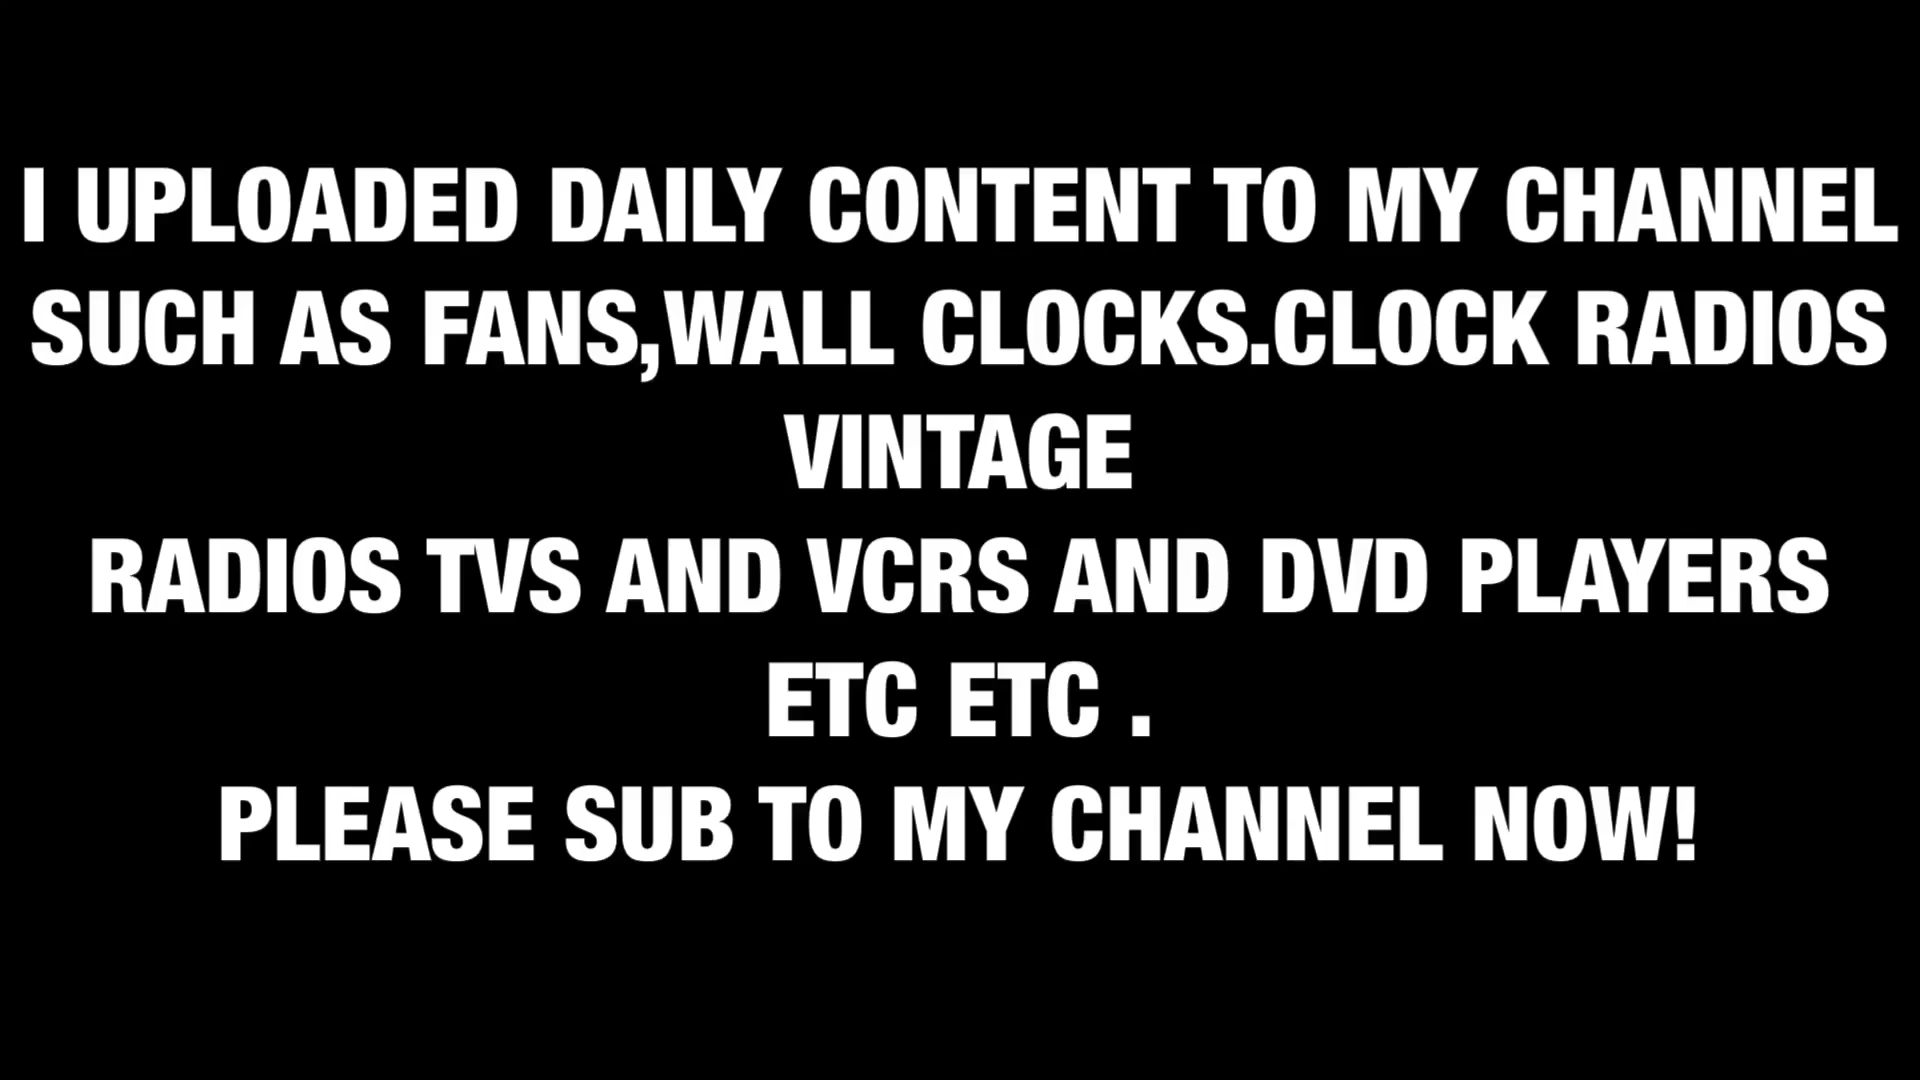 I UPLOADED DAILY CONTENT TO MY CHANNEL
SUCH AS FANS,WALL CLOCKS.CLOCK RADIOS
VINTAGE
RADIOS TVS AND VCRS AND DVD PLAYERS
ETC ETC .
PLEASE SUB TO MY CHANNEL NOW!